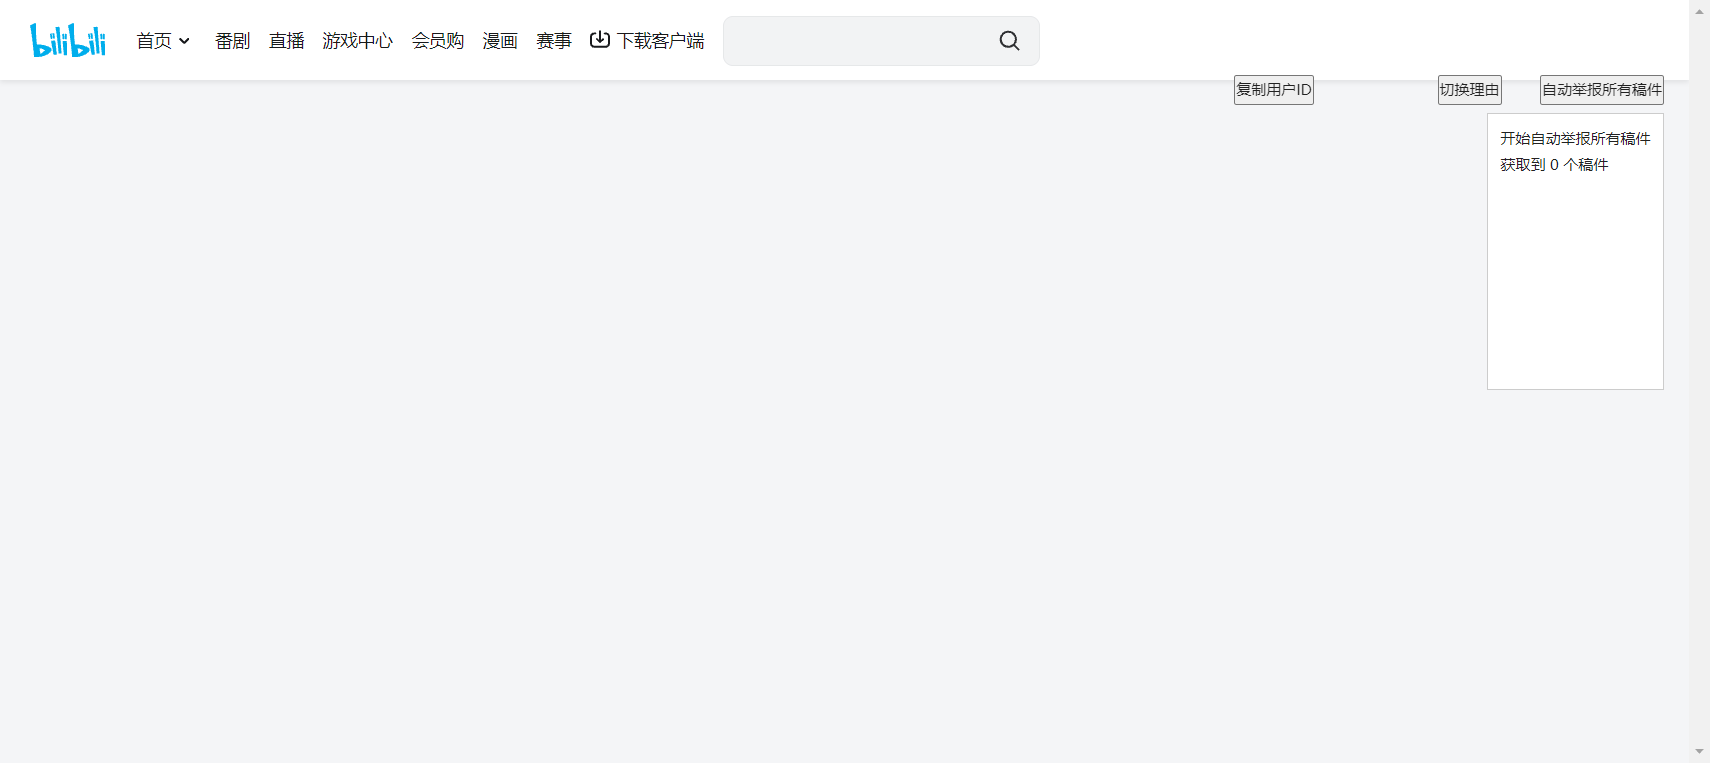 bilibili 首页 番剧 直播 游戏中心 会员购 漫画 赛事 下载客户端
复制用户ID 切换理由 自动举报所有稿件
开始自动举报所有稿件
获取到 0 个稿件